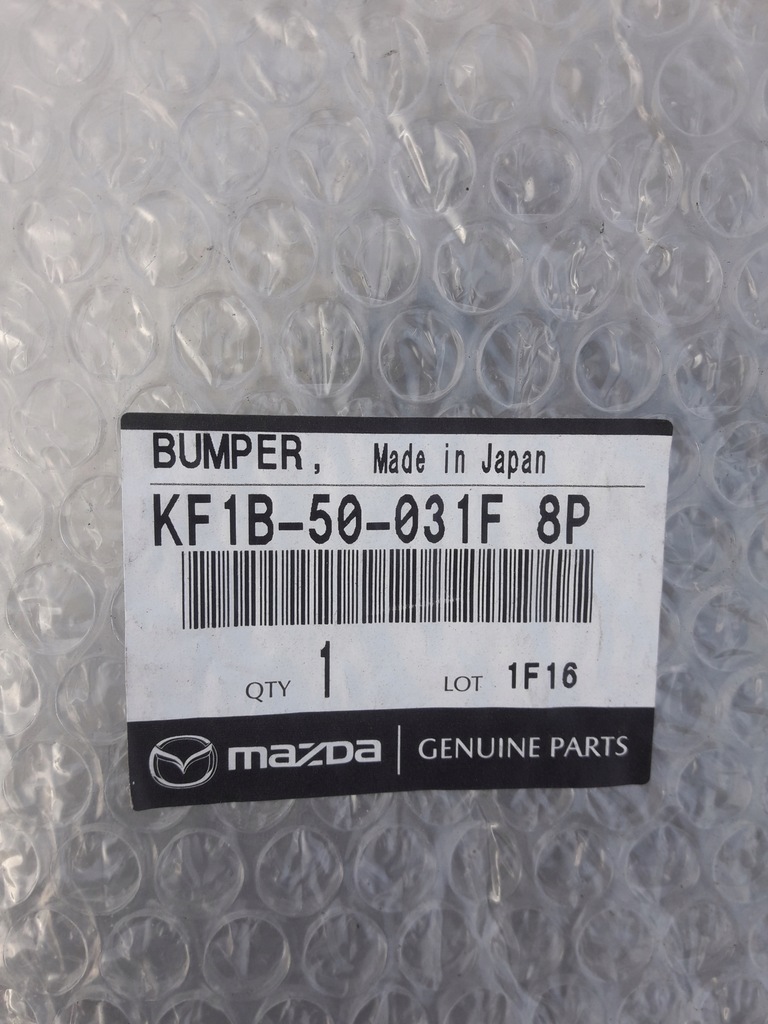 BUMPER, Made in Japan
KF1B-50-031F 8P
QTY 1 LOT 1F16
mazda | GENUINE PARTS